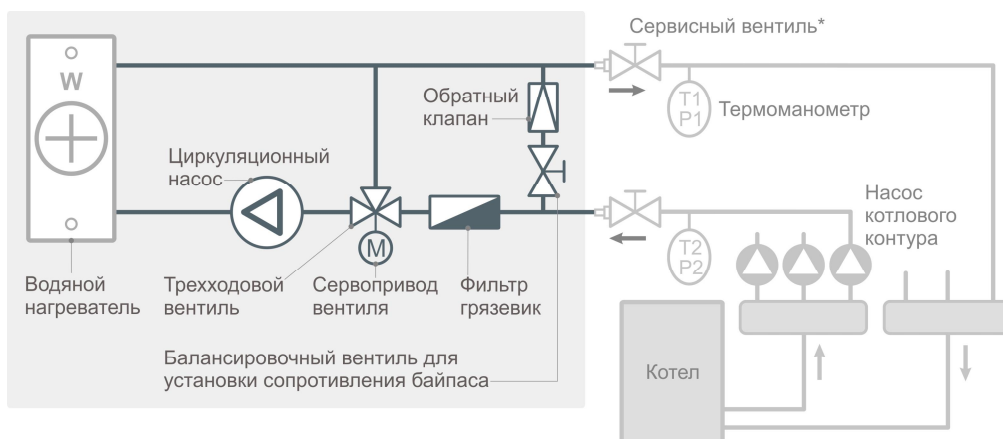 Сервисный вентиль*
W
Обратный
клапан
T1
P1
Термоманометр
Циркуляционный
насос
Насос
котлового
контура
M
T2
P2
Водяной
нагреватель
Трехходовой
вентиль
Сервопривод
вентиля
Фильтр
грязевик
Балансировочный вентиль для
установки сопротивления байпаса
Котел